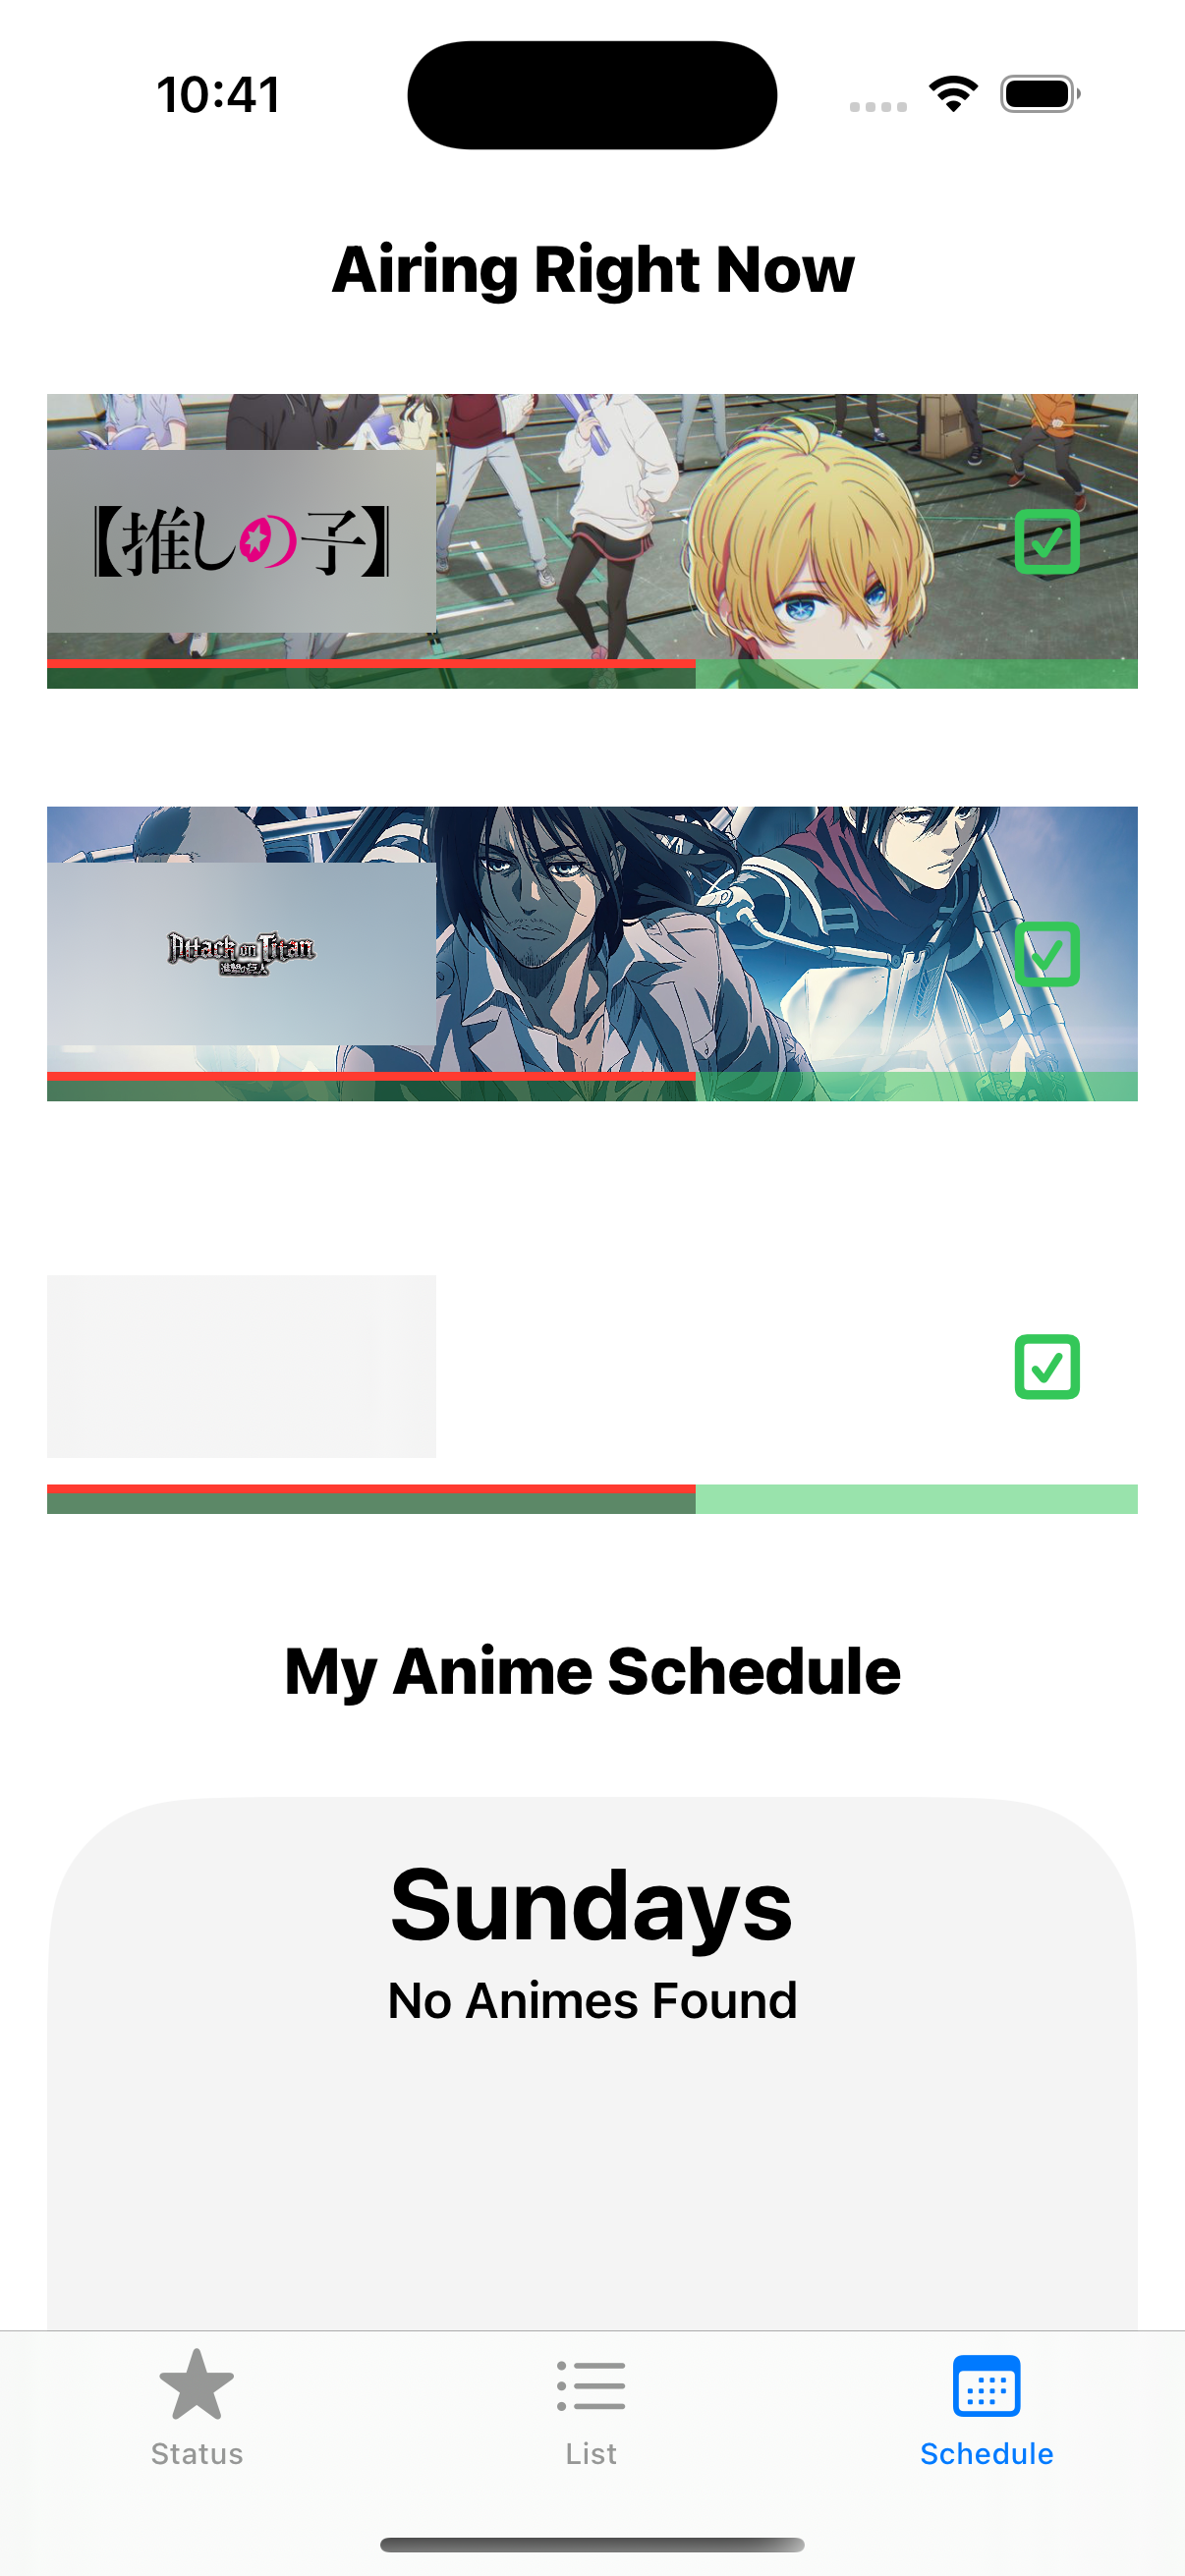 10:41
Airing Right Now
【推しの子】
Attack on Titan
進撃の巨人
My Anime Schedule
Sundays
No Animes Found
Status
List
Schedule